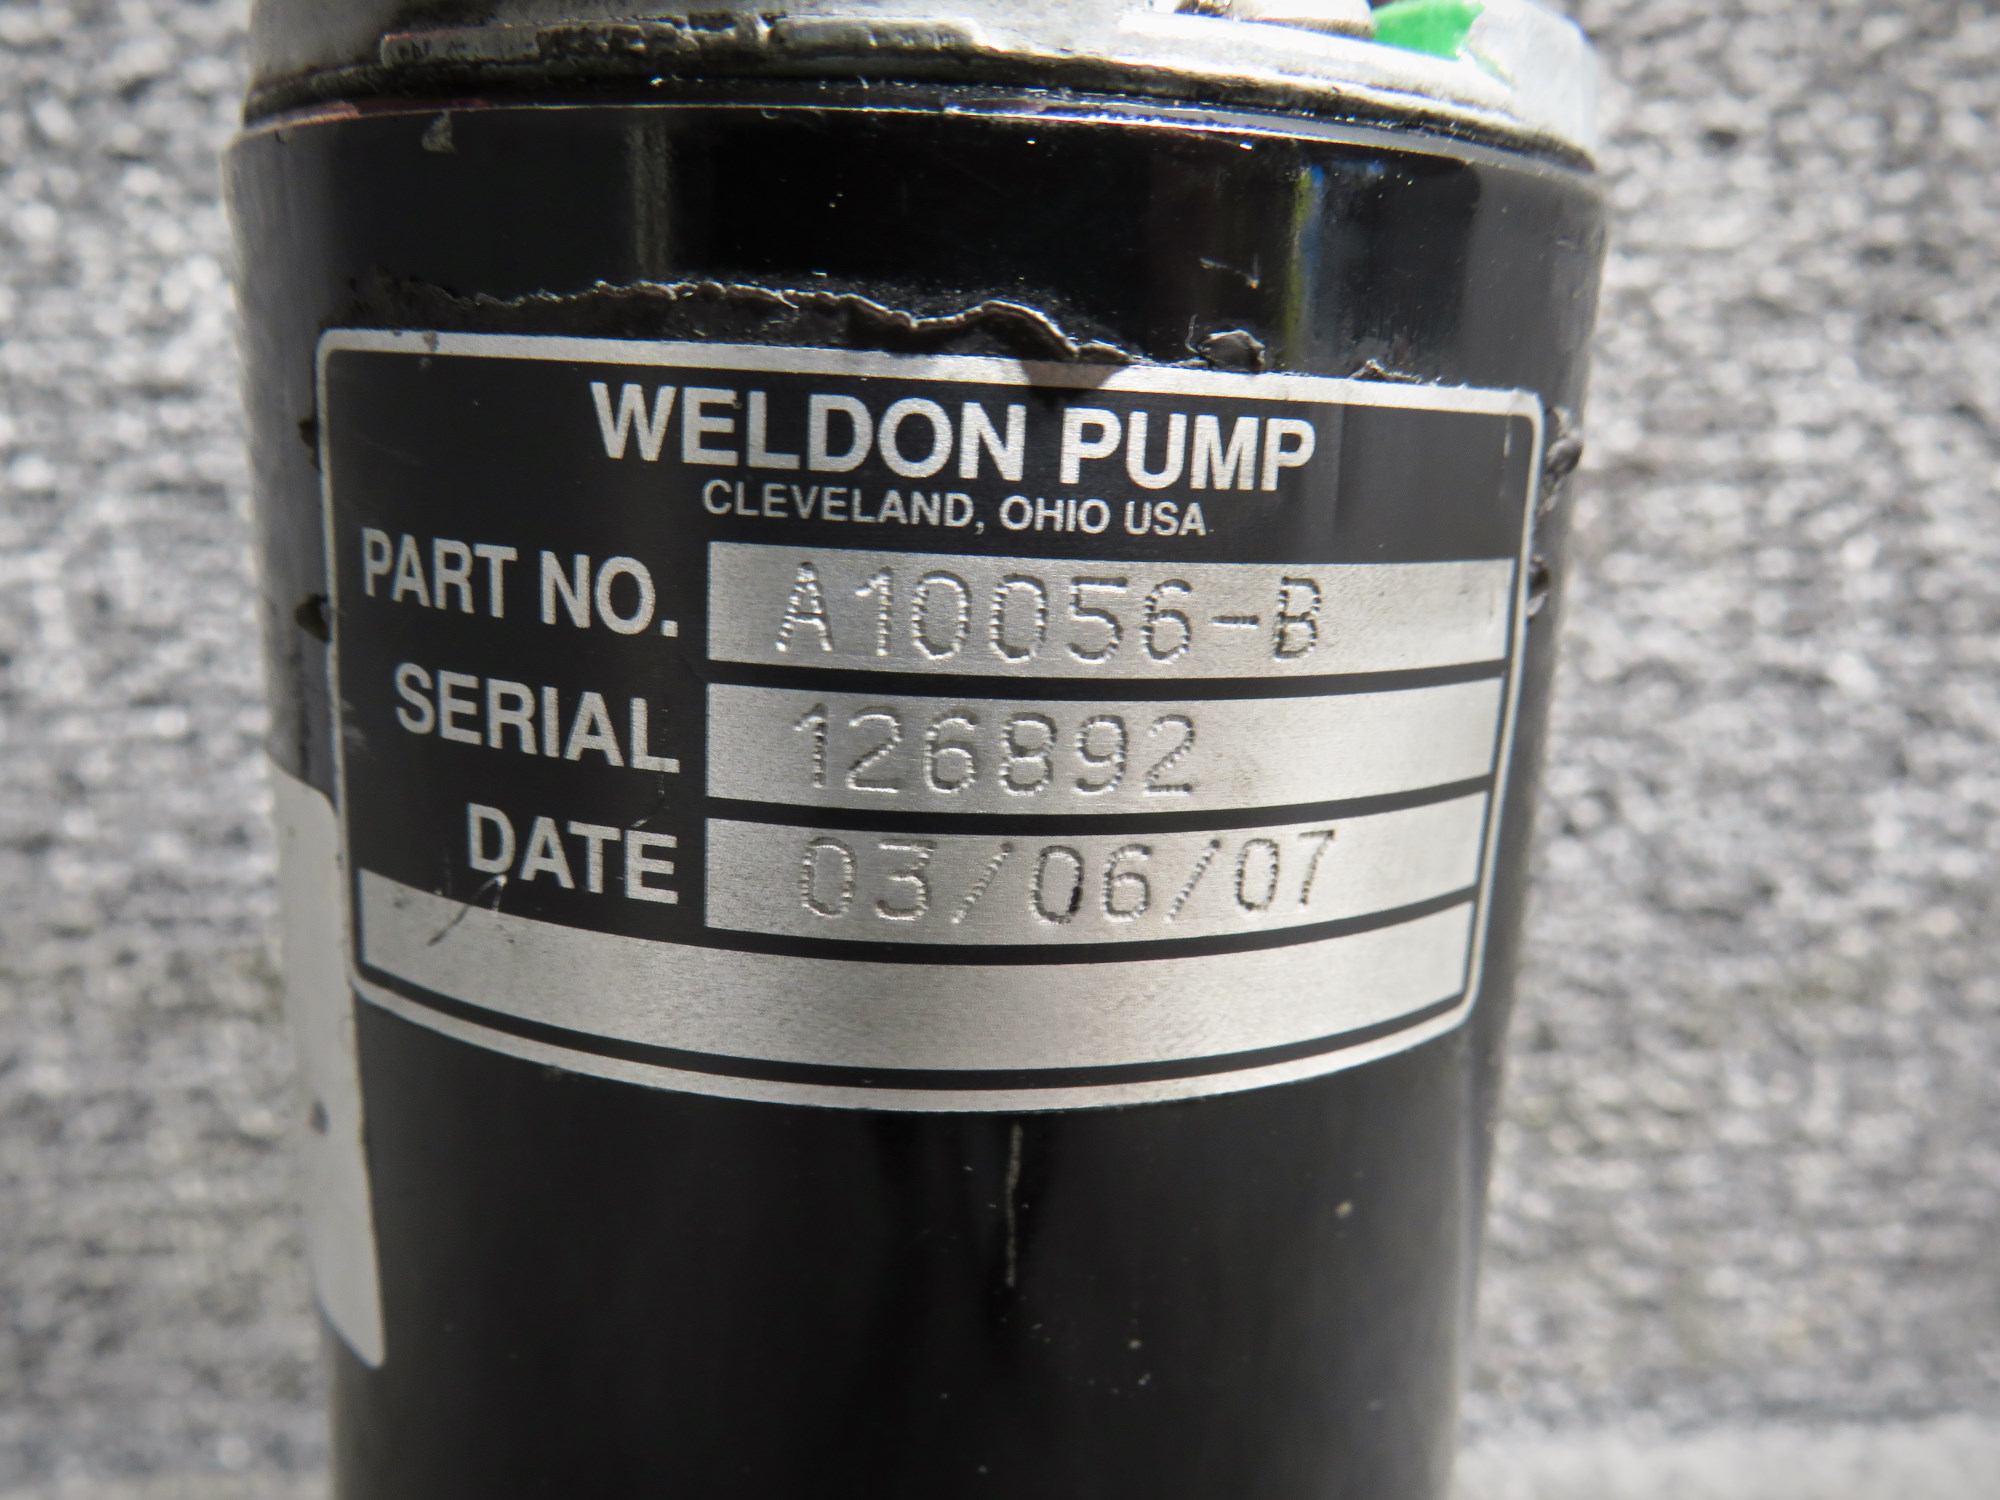 WELDON PUMP
CLEVELAND, OHIO USA
PART NO. A10056-B
SERIAL 126892
DATE 03/06/07